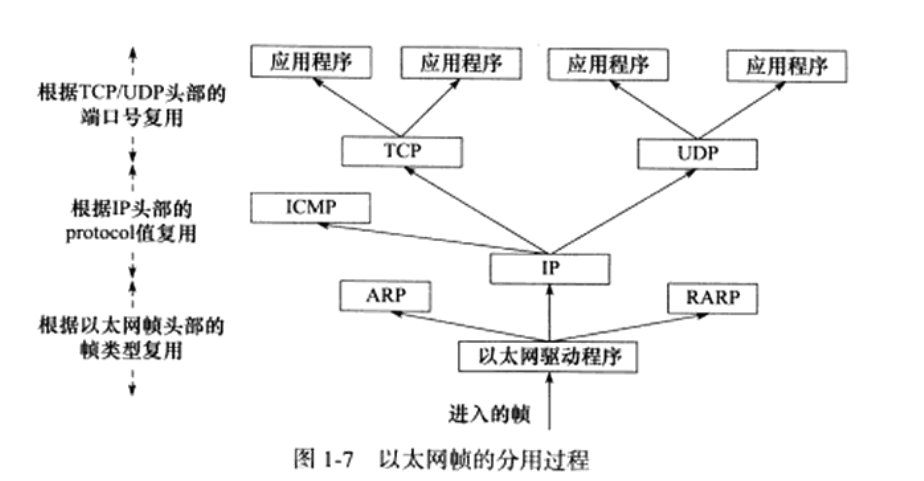 应用程序
应用程序
应用程序
应用程序
根据TCP/UDP头部的
端口号复用
TCP
UDP
根据IP头部的
protocol值复用
ICMP
IP
ARP
RARP
根据以太网帧头部的
帧类型复用
以太网驱动程序
进入的帧
图 1-7 以太网帧的分用过程